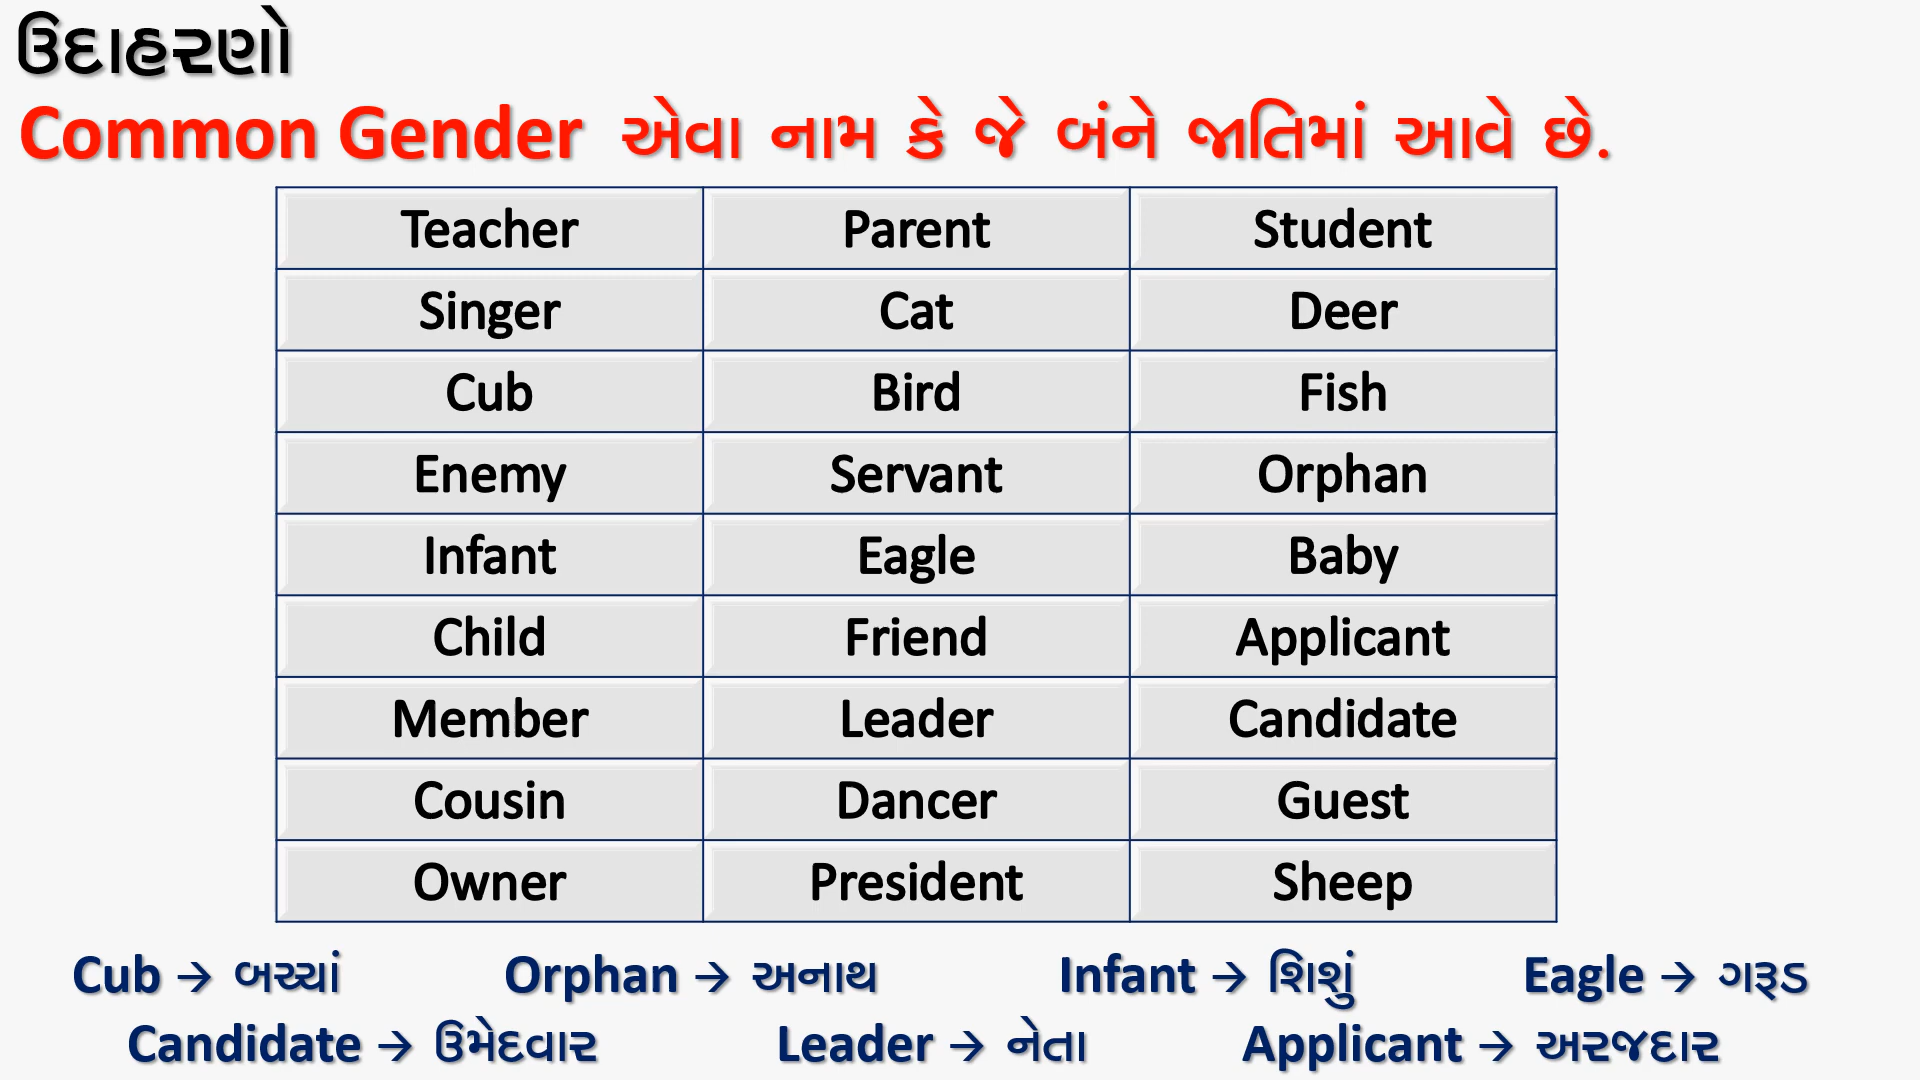 ઉદાહરણો
Common Gender એવા નામ કે જે બંને જાતિમાં આવે છે.
Teacher Parent Student
Singer Cat Deer
Cub Bird Fish
Enemy Servant Orphan
Infant Eagle Baby
Child Friend Applicant
Member Leader Candidate
Cousin Dancer Guest
Owner President Sheep
Cub → બચ્ચાં Orphan → અનાથ Infant → શિશું Eagle → ગરૂડ
Candidate → ઉમેદવાર Leader → નેતા Applicant → અરજદાર